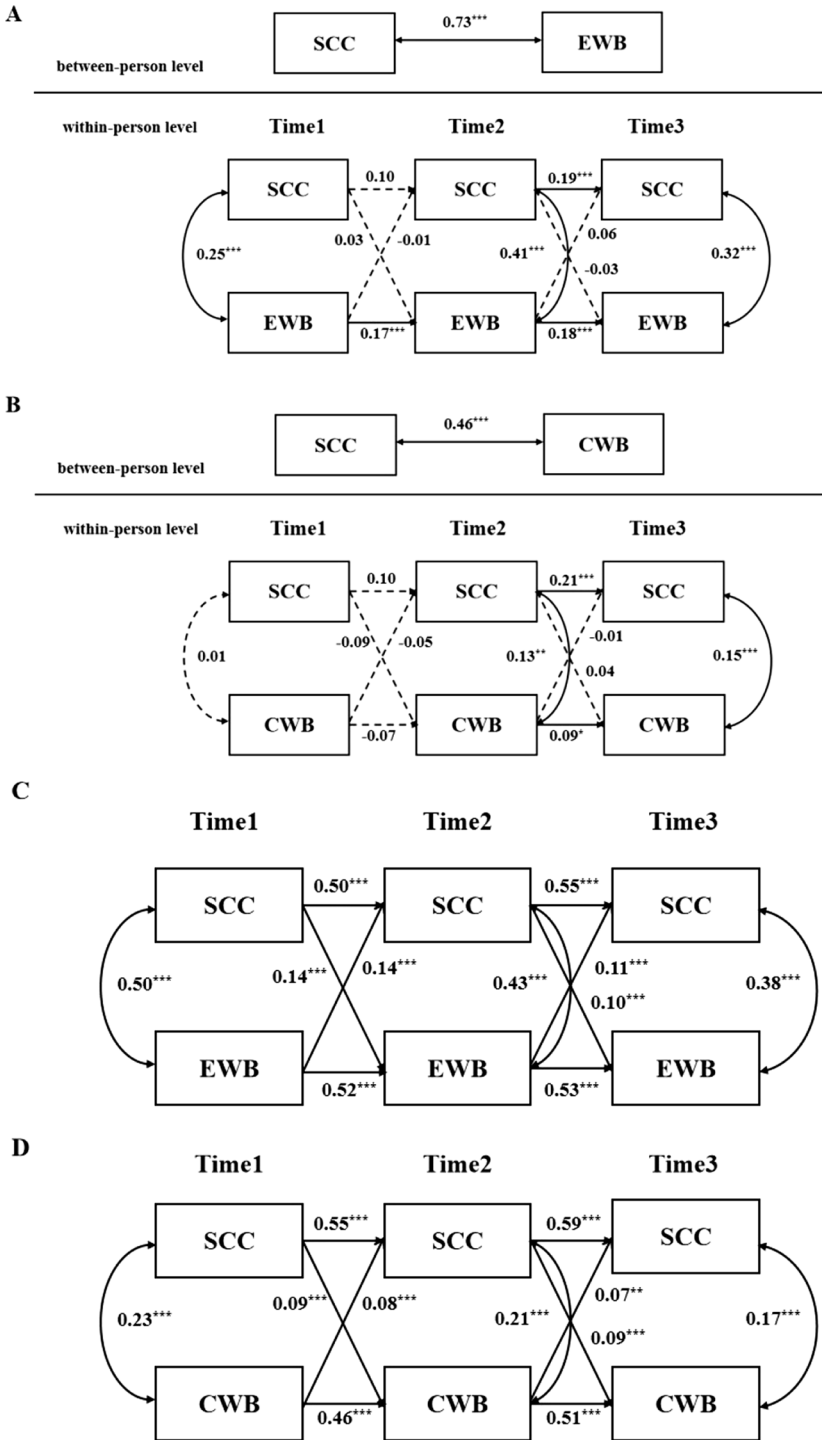 A
0.73***
SCC
EWB
between-person level
within-person level
Time1
Time2
Time3
0.10
0.19***
SCC
SCC
SCC
0.25***
0.03
-0.01
0.41***
0.06
-0.03
0.32***
EWB
EWB
EWB
0.17***
0.18***
B
0.46***
SCC
CWB
between-person level
within-person level
Time1
Time2
Time3
0.10
0.21***
SCC
SCC
SCC
0.01
-0.09
-0.05
0.13**
-0.01
0.04
0.15***
CWB
CWB
CWB
-0.07
0.09*
C
Time1
Time2
Time3
0.50***
0.55***
SCC
SCC
SCC
0.50***
0.14***
0.14***
0.43***
0.11***
0.10***
0.38***
EWB
EWB
EWB
0.52***
0.53***
D
Time1
Time2
Time3
0.55***
0.59***
SCC
SCC
SCC
0.23***
0.09***
0.08***
0.21***
0.07**
0.09***
0.17***
CWB
CWB
CWB
0.46***
0.51***